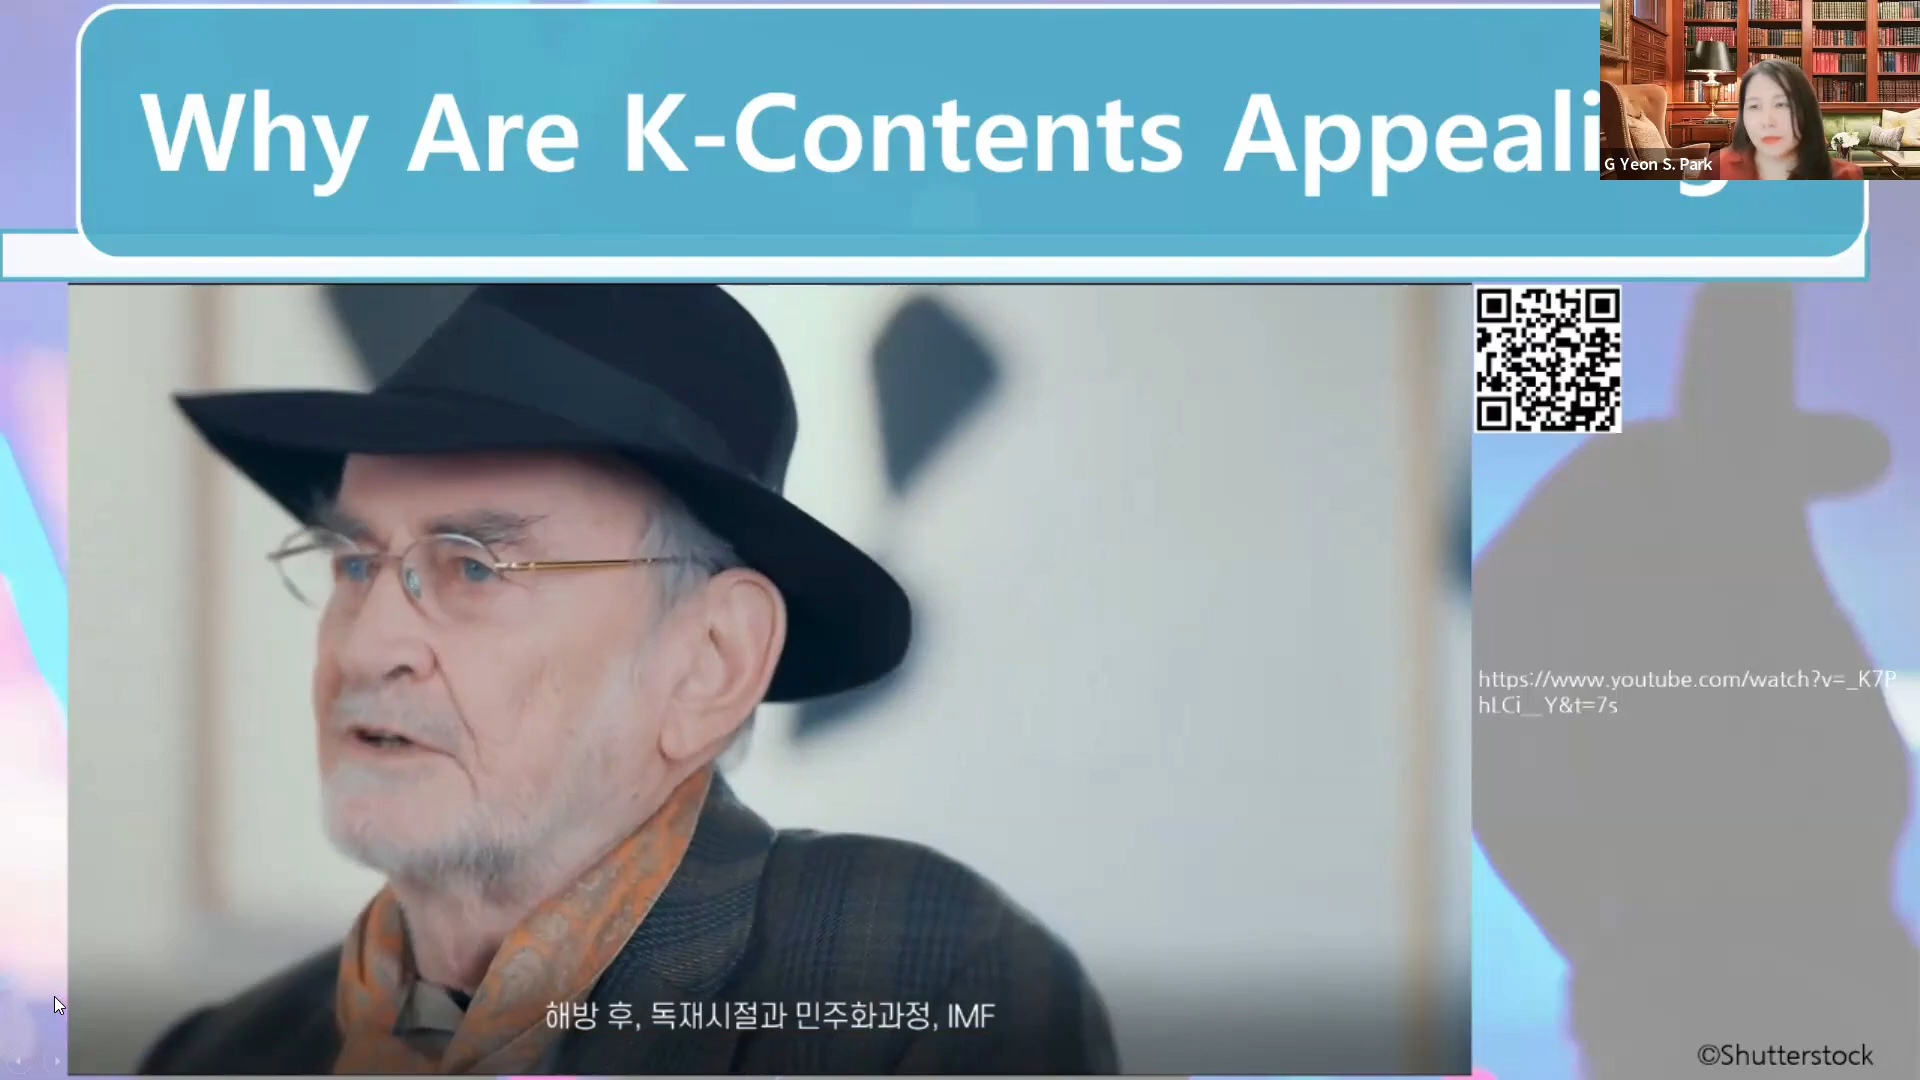 Why Are K-Contents Appeali g
G Yeon S. Park
https://www.youtube.com/watch?v=_K7P
hLCi__Y&t=7s
해방 후, 독재시절과 민주화과정, IMF
©Shutterstock